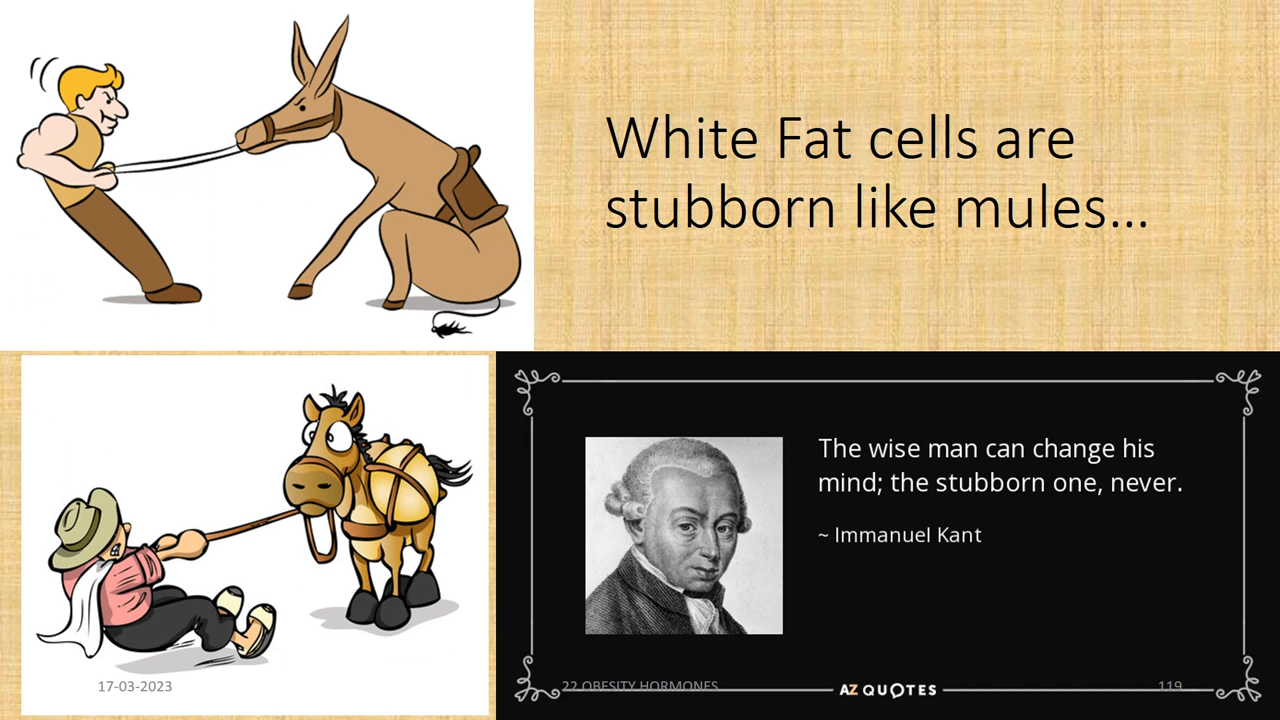 White Fat cells are
stubborn like mules...
The wise man can change his
mind; the stubborn one, never.
~ Immanuel Kant
17-03-2023
22 OBESITY HORMONES
AZ QUOTES
119